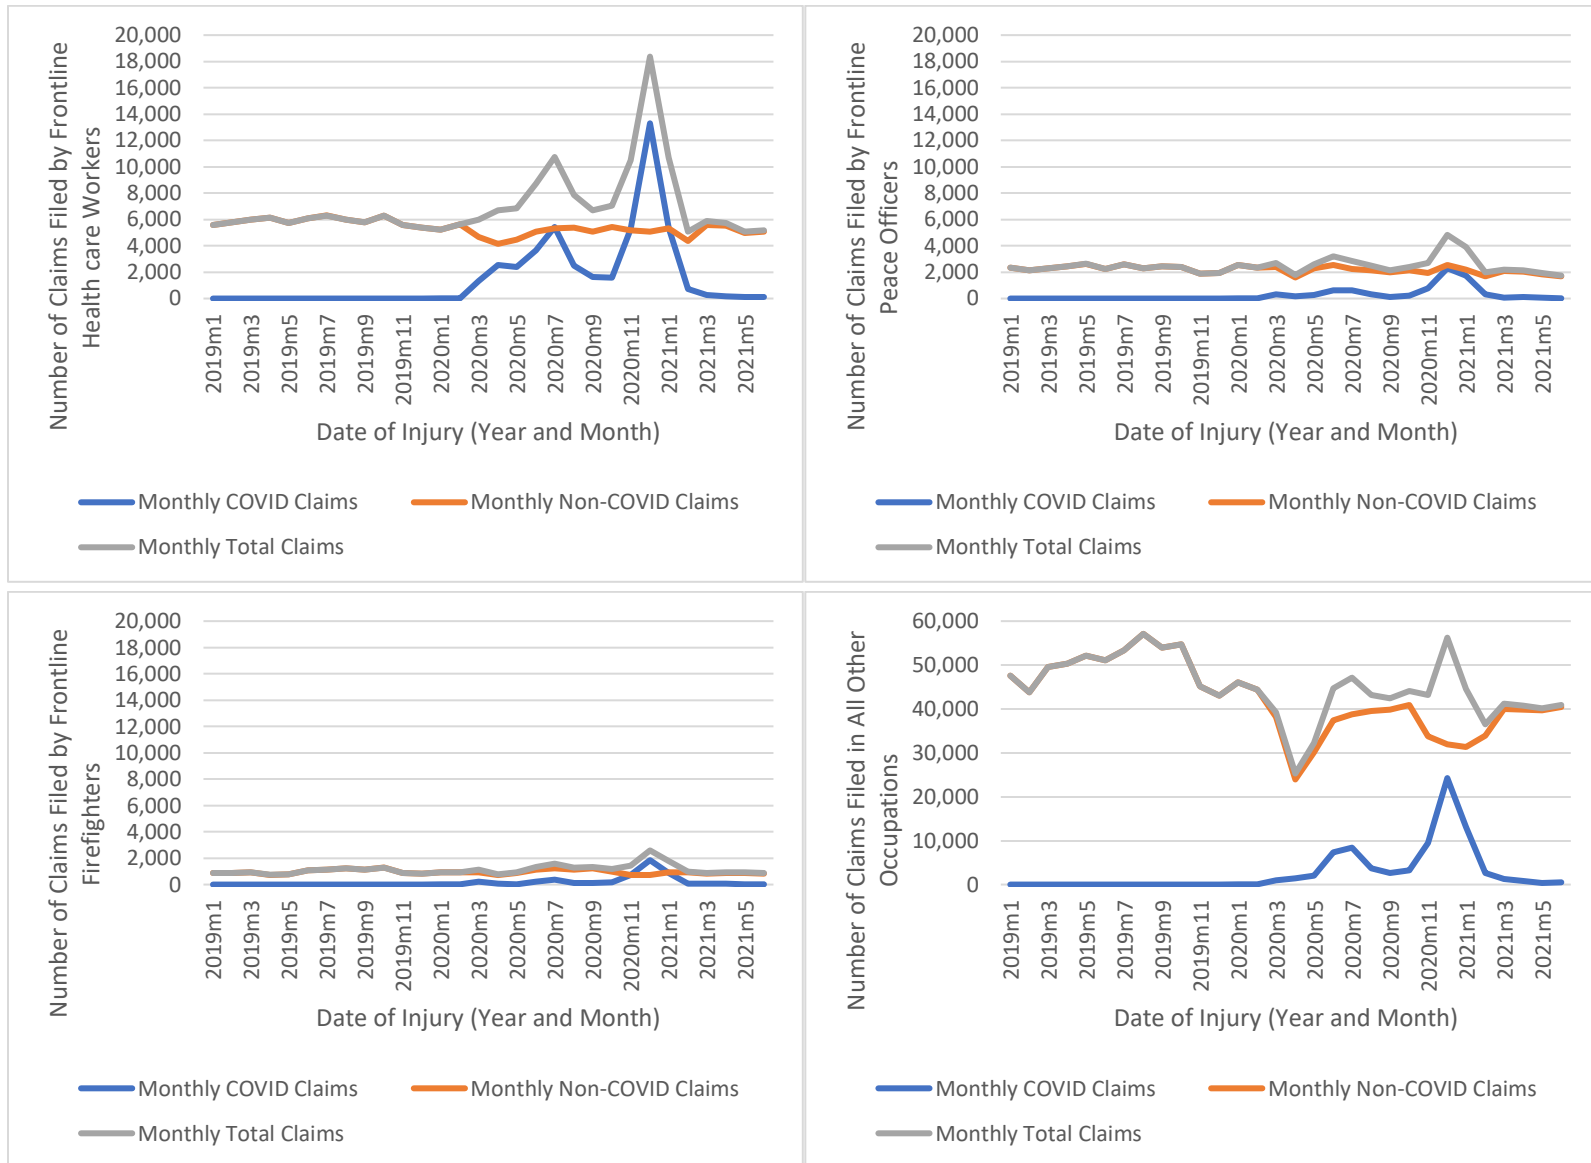 Number of Claims Filed by Frontline
Health care Workers
20,000
18,000
16,000
14,000
12,000
10,000
8,000
6,000
4,000
2,000
0
2019m1
2019m3
2019m5
2019m7
2019m9
2019m11
2020m1
2020m3
2020m5
2020m7
2020m9
2020m11
2021m1
2021m3
2021m5
Date of Injury (Year and Month)
Monthly COVID Claims
Monthly Non-COVID Claims
Monthly Total Claims
Number of Claims Filed by Frontline
Peace Officers
20,000
18,000
16,000
14,000
12,000
10,000
8,000
6,000
4,000
2,000
0
2019m1
2019m3
2019m5
2019m7
2019m9
2019m11
2020m1
2020m3
2020m5
2020m7
2020m9
2020m11
2021m1
2021m3
2021m5
Date of Injury (Year and Month)
Monthly COVID Claims
Monthly Non-COVID Claims
Monthly Total Claims
Number of Claims Filed by Frontline
Firefighters
20,000
18,000
16,000
14,000
12,000
10,000
8,000
6,000
4,000
2,000
0
2019m1
2019m3
2019m5
2019m7
2019m9
2019m11
2020m1
2020m3
2020m5
2020m7
2020m9
2020m11
2021m1
2021m3
2021m5
Date of Injury (Year and Month)
Monthly COVID Claims
Monthly Non-COVID Claims
Monthly Total Claims
Number of Claims Filed in All Other
Occupations
60,000
50,000
40,000
30,000
20,000
10,000
0
2019m1
2019m3
2019m5
2019m7
2019m9
2019m11
2020m1
2020m3
2020m5
2020m7
2020m9
2020m11
2021m1
2021m3
2021m5
Date of Injury (Year and Month)
Monthly COVID Claims
Monthly Non-COVID Claims
Monthly Total Claims